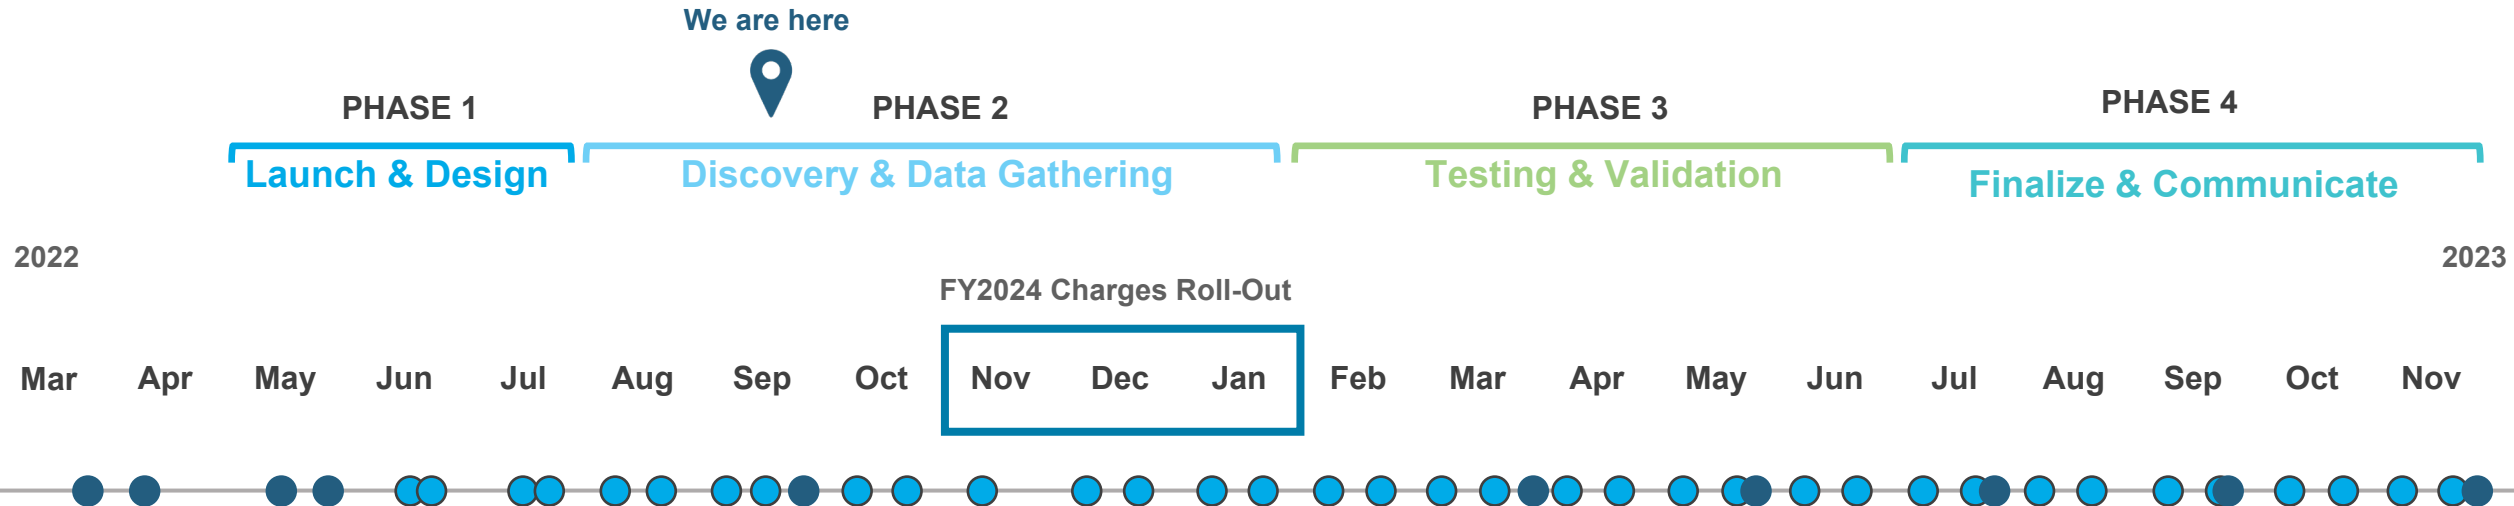 We are here
PHASE 1 PHASE 2 PHASE 3 PHASE 4
Launch & Design Discovery & Data Gathering Testing & Validation Finalize & Communicate
2022 2023
FY2024 Charges Roll-Out
Mar Apr May Jun Jul Aug Sep Oct Nov Dec Jan Feb Mar Apr May Jun Jul Aug Sep Oct Nov